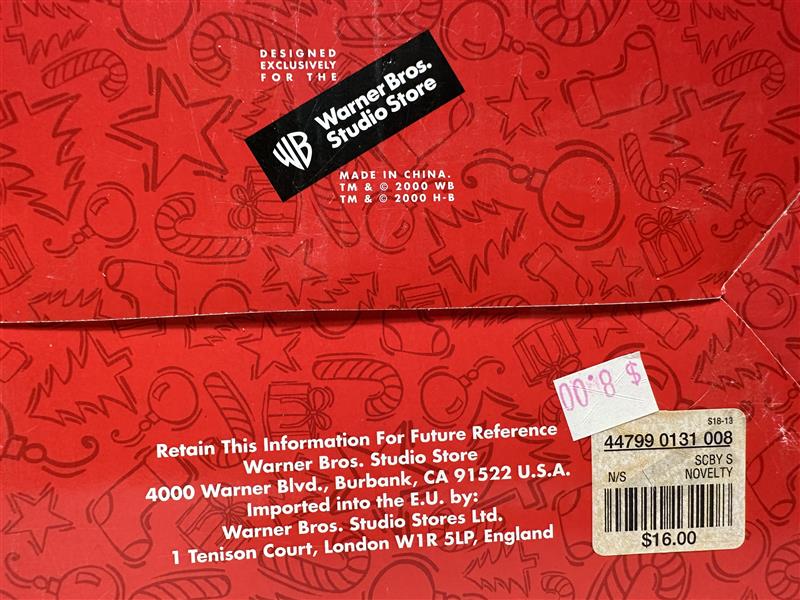 DESIGNED
EXCLUSIVELY
FOR THE
WB Warner Bros.
Studio Store
MADE IN CHINA.
TM & © 2000 WB
TM & © 2000 H-B
$ 8.00
Retain This Information For Future Reference
Warner Bros. Studio Store
4000 Warner Blvd., Burbank, CA 91522 U.S.A.
Imported into the E.U. by:
Warner Bros. Studio Stores Ltd.
1 Tenison Court, London W1R 5LP, England
S18-13
44799 0131 008
SCBY S
N/S NOVELTY
$16.00